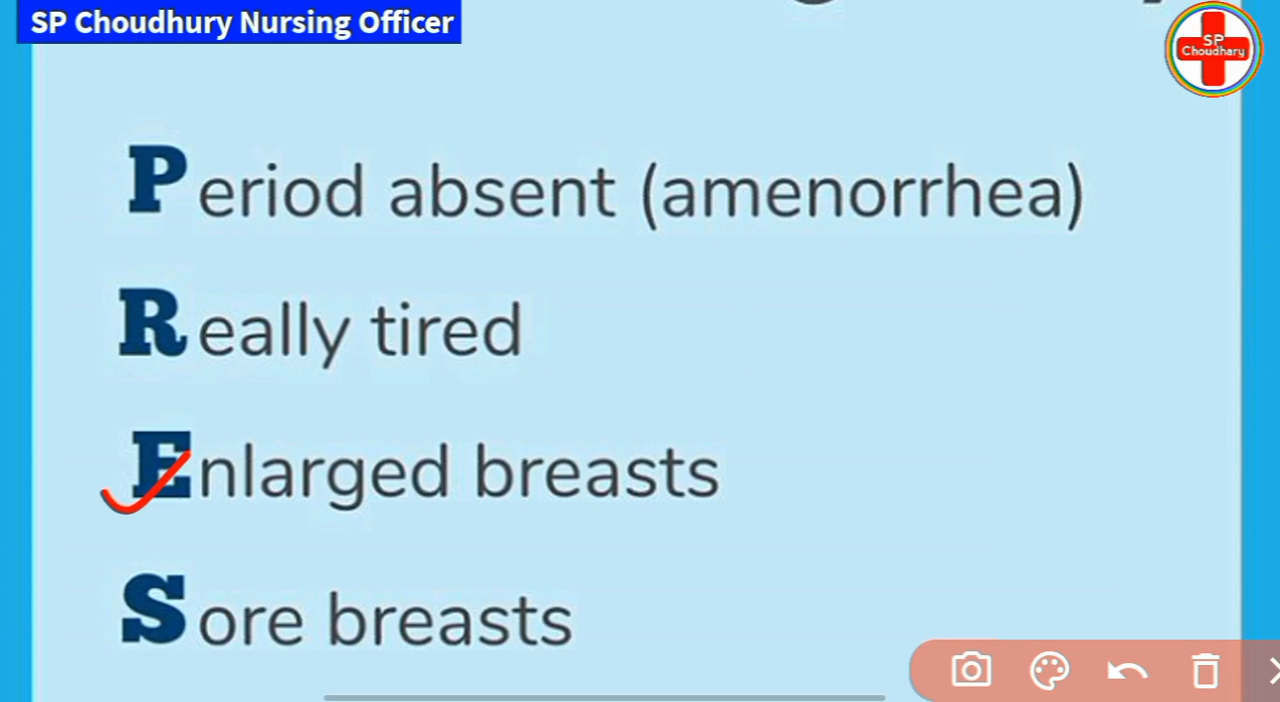 SP Choudhury Nursing Officer
SP
Choudhary
Period absent (amenorrhea)
Really tired
Enlarged breasts
Sore breasts